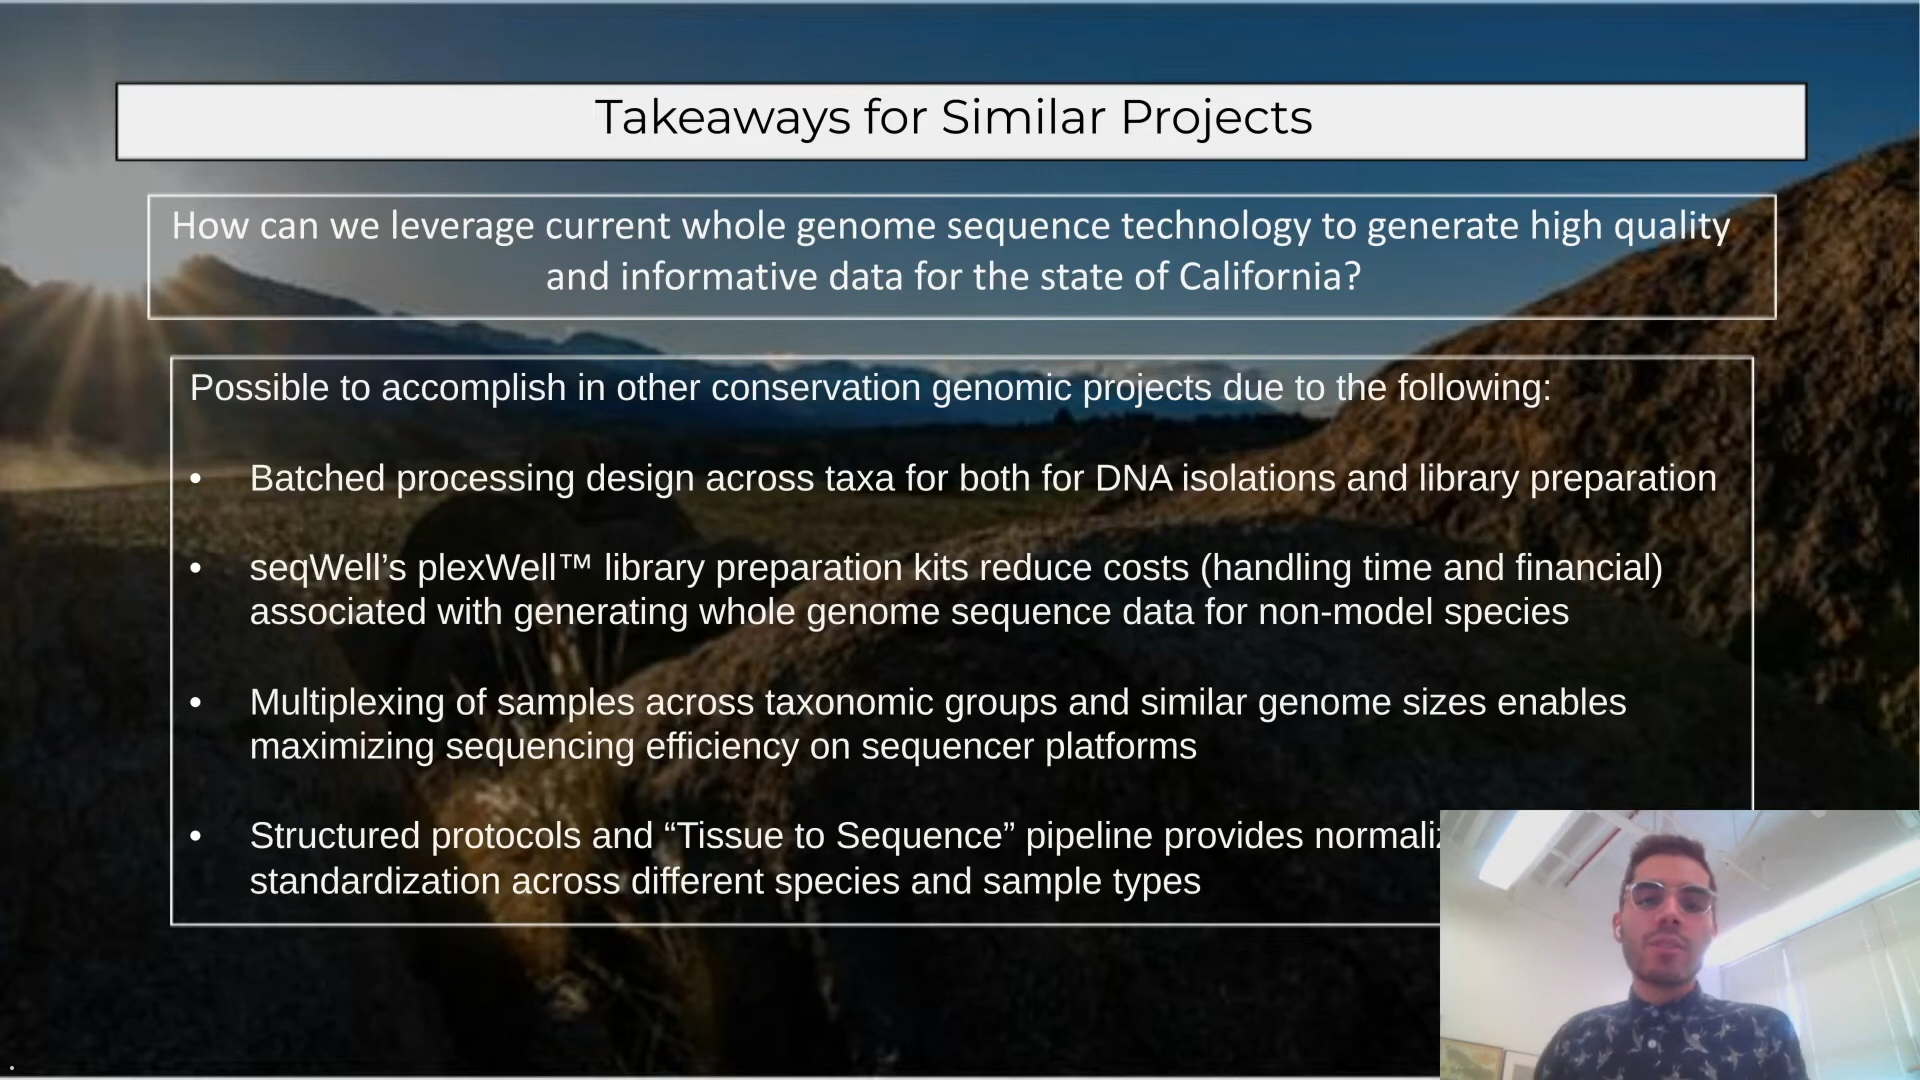 Takeaways for Similar Projects
How can we leverage current whole genome sequence technology to generate high quality
and informative data for the state of California?
Possible to accomplish in other conservation genomic projects due to the following:
• Batched processing design across taxa for both for DNA isolations and library preparation
• seqWell’s plexWell™ library preparation kits reduce costs (handling time and financial)
associated with generating whole genome sequence data for non-model species
• Multiplexing of samples across taxonomic groups and similar genome sizes enables
maximizing sequencing efficiency on sequencer platforms
• Structured protocols and “Tissue to Sequence” pipeline provides
standardization across different species and sample types